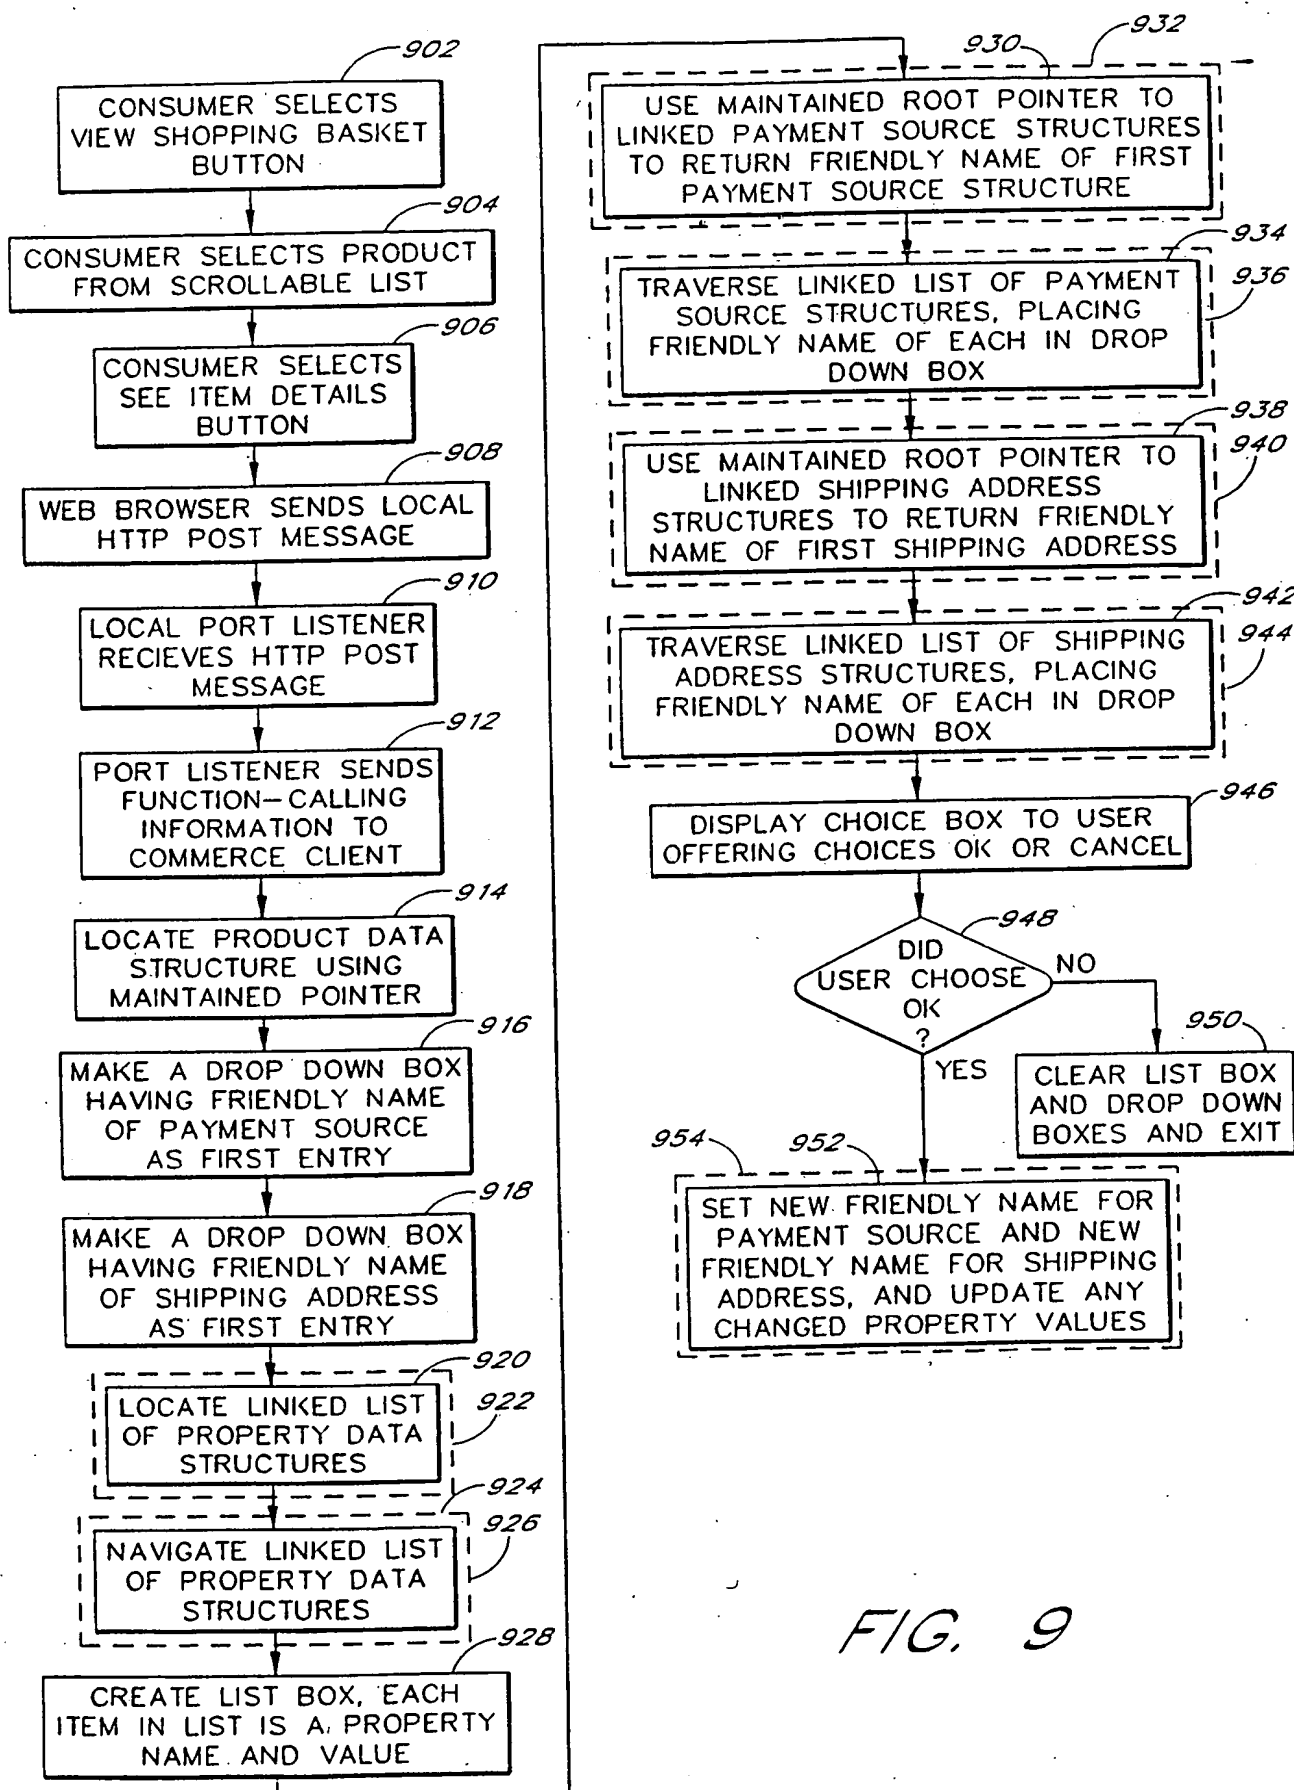 902
CONSUMER SELECTS
VIEW SHOPPING BASKET
BUTTON
904
CONSUMER SELECTS PRODUCT
FROM SCROLLABLE LIST
906
CONSUMER SELECTS
SEE ITEM DETAILS
BUTTON
908
WEB BROWSER SENDS LOCAL
HTTP POST MESSAGE
910
LOCAL PORT LISTENER
RECIEVES HTTP POST
MESSAGE
912
PORT LISTENER SENDS
FUNCTION-CALLING
INFORMATION TO
COMMERCE CLIENT
914
LOCATE PRODUCT DATA
STRUCTURE USING
MAINTAINED POINTER
916
MAKE A DROP DOWN BOX
HAVING FRIENDLY NAME
OF PAYMENT SOURCE
AS FIRST ENTRY
918
MAKE A DROP DOWN BOX
HAVING FRIENDLY NAME
OF SHIPPING ADDRESS
AS FIRST ENTRY
920
922
LOCATE LINKED LIST
OF PROPERTY DATA
STRUCTURES
924
926
NAVIGATE LINKED LIST
OF PROPERTY DATA
STRUCTURES
928
CREATE LIST BOX, EACH
ITEM IN LIST IS A PROPERTY
NAME AND VALUE
930
932
USE MAINTAINED ROOT POINTER TO
LINKED PAYMENT SOURCE STRUCTURES
TO RETURN FRIENDLY NAME OF FIRST
PAYMENT SOURCE STRUCTURE
934
936
TRAVERSE LINKED LIST OF PAYMENT
SOURCE STRUCTURES, PLACING
FRIENDLY NAME OF EACH IN DROP
DOWN BOX
938
940
USE MAINTAINED ROOT POINTER TO
LINKED SHIPPING ADDRESS
STRUCTURES TO RETURN FRIENDLY
NAME OF FIRST SHIPPING ADDRESS
942
944
TRAVERSE LINKED LIST OF SHIPPING
ADDRESS STRUCTURES, PLACING
FRIENDLY NAME OF EACH IN DROP
DOWN BOX
946
DISPLAY CHOICE BOX TO USER
OFFERING CHOICES OK OR CANCEL
948
DID
USER CHOOSE
OK
?
NO
YES
950
CLEAR LIST BOX
AND DROP DOWN
BOXES AND EXIT
954
952
SET NEW FRIENDLY NAME FOR
PAYMENT SOURCE AND NEW
FRIENDLY NAME FOR SHIPPING
ADDRESS, AND UPDATE ANY
CHANGED PROPERTY VALUES
FIG. 9